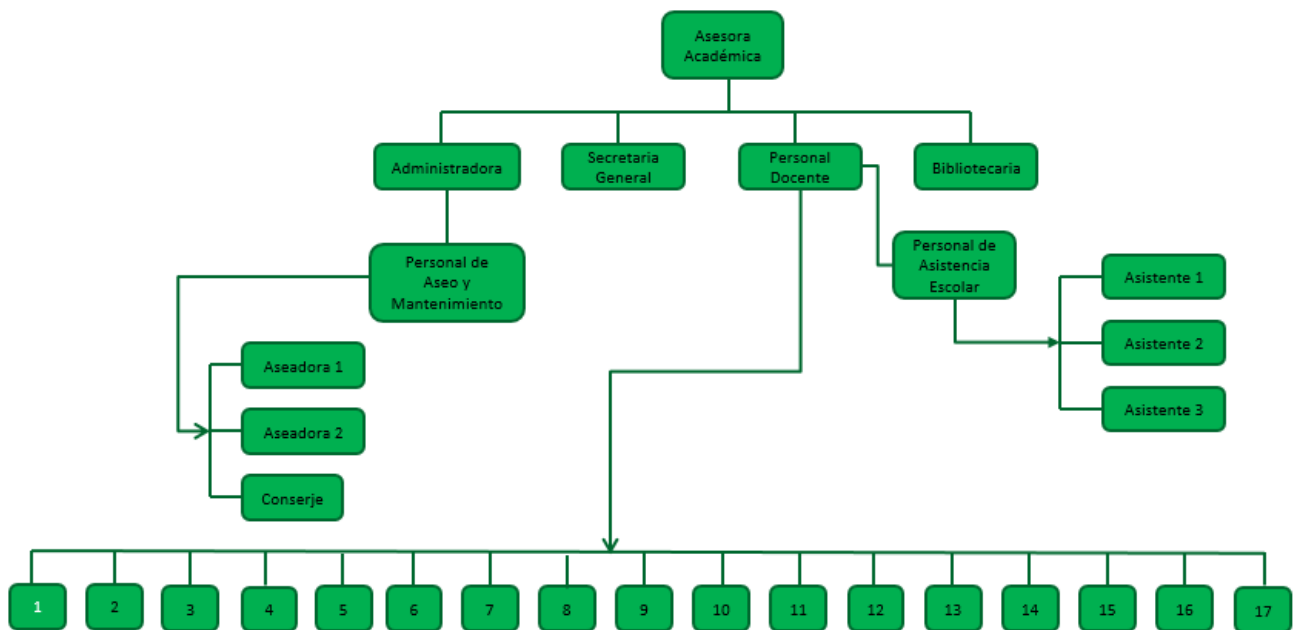 Asesora
Académica
Administradora
Secretaria
General
Personal
Docente
Bibliotecaria
Personal de
Aseo y
Mantenimiento
Personal de
Asistencia
Escolar
Asistente 1
Asistente 2
Asistente 3
Aseadora 1
Aseadora 2
Conserje
1
2
3
4
5
6
7
8
9
10
11
12
13
14
15
16
17